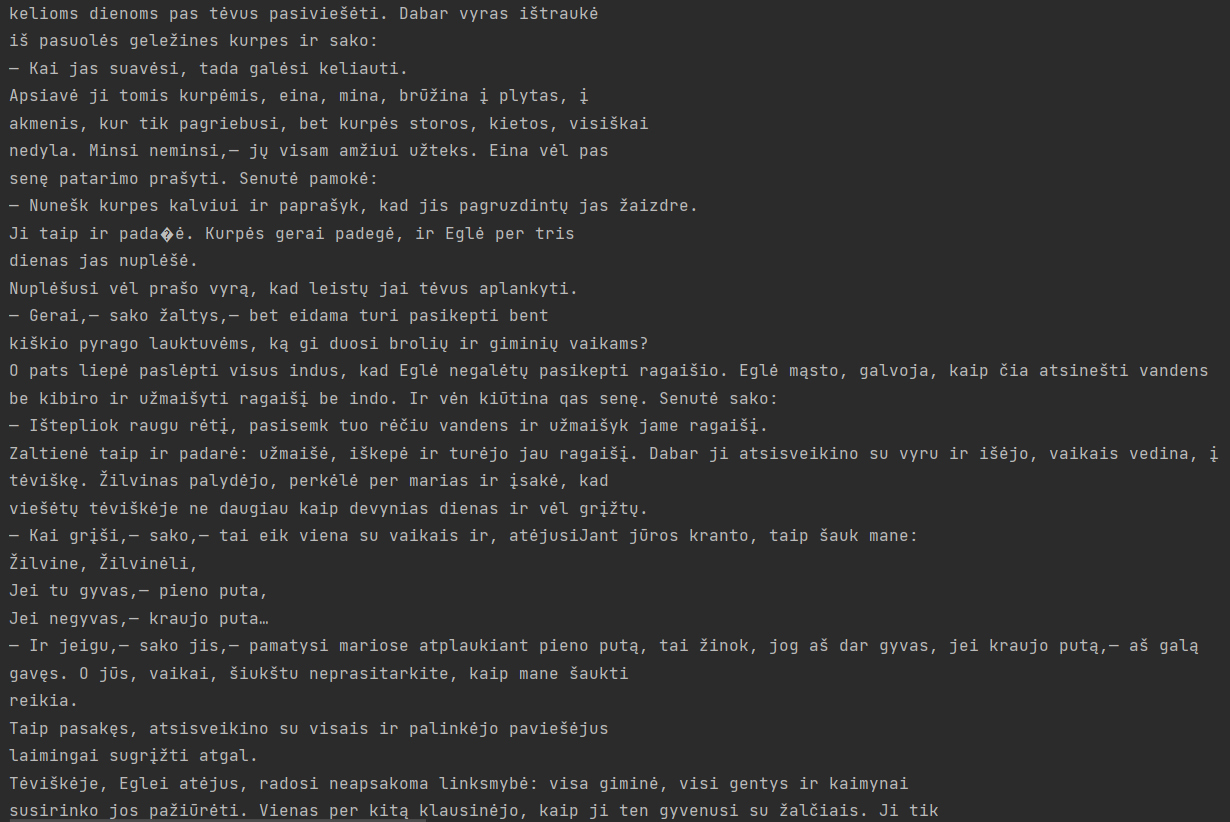 kelioms dienoms pas tėvus pasiviešėti. Dabar vyras ištraukė
iš pasuolės geležines kurpes ir sako:
— Kai jas suavėsi, tada galėsi keliauti.
Apsiavė ji tomis kurpėmis, eina, mina, brūžina į plytas, į
akmenis, kur tik pagriebusi, bet kurpės storos, kietos, visiškai
nedyla. Minsi neminsi,— jų visam amžiui užteks. Eina vėl pas
senę patarimo prašyti. Senutė pamokė:
— Nunešk kurpes kalviui ir paprašyk, kad jis pagruzdintų jas žaizdre.
Ji taip ir pada�ė. Kurpės gerai padegė, ir Eglė per tris
dienas jas nuplėšė.
Nuplėšusi vėl prašo vyrą, kad leistų jai tėvus aplankyti.
— Gerai,— sako žaltys,— bet eidama turi pasikepti bent
kiškio pyrago lauktuvėms, ką gi duosi brolių ir giminių vaikams?
O pats liepė paslėpti visus indus, kad Eglė negalėtų pasikepti ragaišio. Eglė mąsto, galvoja, kaip čia atsinešti vandens
be kibiro ir užmaišyti ragaišį be indo. Ir vėn kiūtina qas senę. Senutė sako:
— Ištepliok raugu rėtį, pasisemk tuo rėčiu vandens ir užmaišyk jame ragaišį.
Zaltienė taip ir padarė: užmaišė, iškepė ir turėjo jau ragaišį. Dabar ji atsisveikino su vyru ir išėjo, vaikais vedina, į
tėviškę. Žilvinas palydėjo, perkėlė per marias ir įsakė, kad
viešėtų tėviškėje ne daugiau kaip devynias dienas ir vėl grįžtų.
— Kai grįši,— sako,— tai eik viena su vaikais ir, atėjusiJant jūros kranto, taip šauk mane:
Žilvine, Žilvinėli,
Jei tu gyvas,— pieno puta,
Jei negyvas,— kraujo puta…
— Ir jeigu,— sako jis,— pamatysi mariose atplaukiant pieno putą, tai žinok, jog aš dar gyvas, jei kraujo putą,— aš galą
gavęs. O jūs, vaikai, šiukštu neprasitarkite, kaip mane šaukti
reikia.
Taip pasakęs, atsisveikino su visais ir palinkėjo paviešėjus
laimingai sugrįžti atgal.
Tėviškėje, Eglei atėjus, radosi neapsakoma linksmybė: visa giminė, visi gentys ir kaimynai
susirinko jos pažiūrėti. Vienas per kitą klausinėjo, kaip ji ten gyvenusi su žalčiais. Ji tik